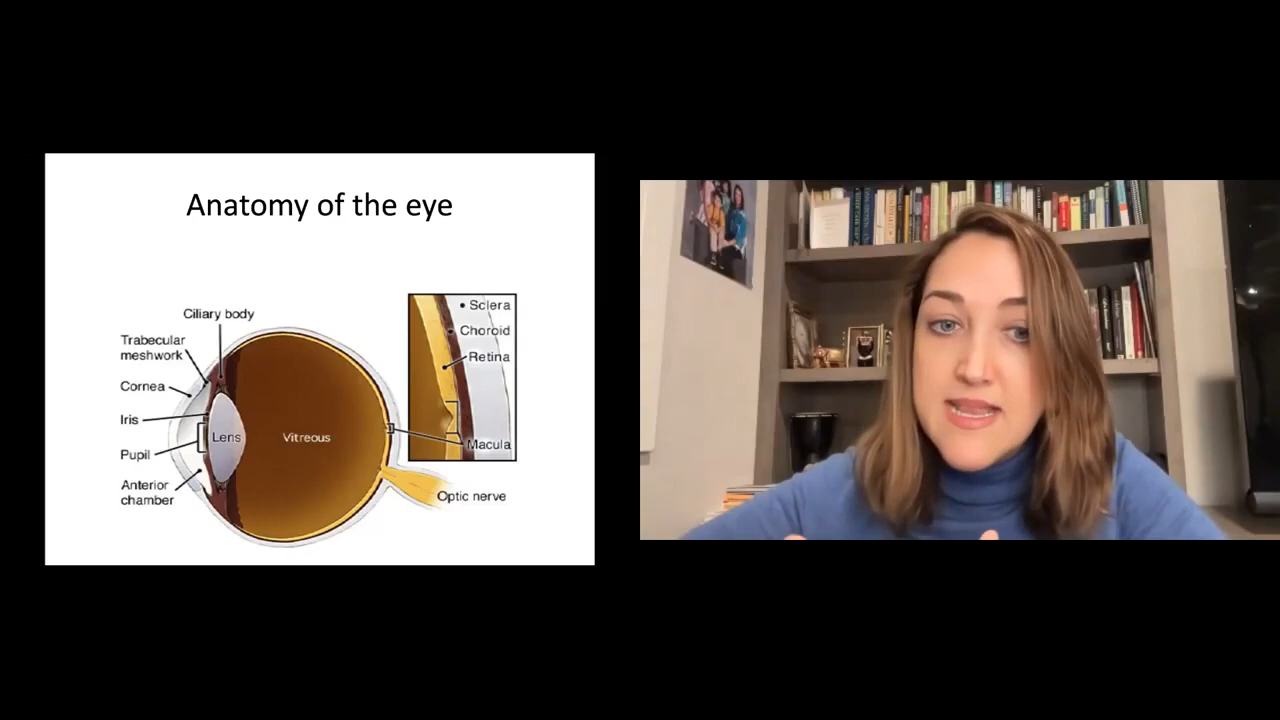 Anatomy of the eye
Ciliary body
Trabecular
meshwork
Cornea
Iris
Pupil
Anterior
chamber
Lens
Vitreous
Sclera
Choroid
Retina
Macula
Optic nerve